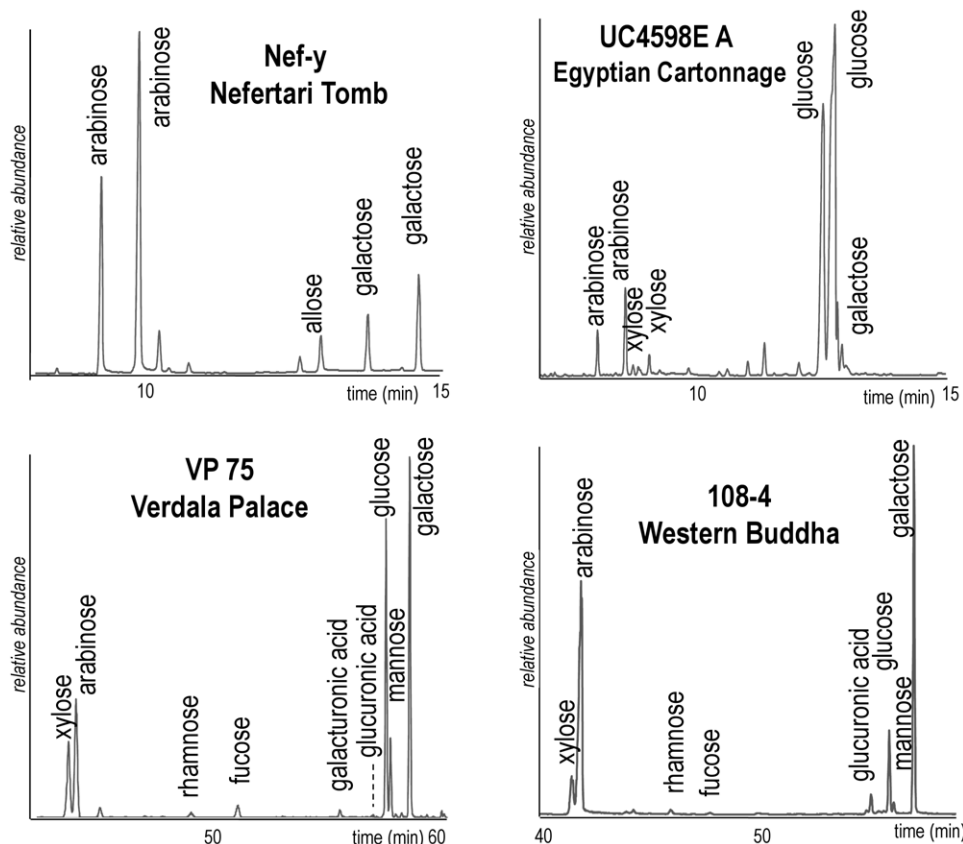 Nef-y
Nefertari Tomb
relative abundance
arabinose
arabinose
allose
galactose
galactose
10
15
time (min)
UC4598E A
Egyptian Cartonnage
relative abundance
arabinose
arabinose
xylose
xylose
glucose
glucose
galactose
10
15
time (min)
VP 75
Verdala Palace
relative abundance
xylose
arabinose
rhamnose
fucose
galacturonic acid
glucuronic acid
glucose
mannose
galactose
50
time (min) 60
108-4
Western Buddha
relative abundance
xylose
arabinose
rhamnose
fucose
glucuronic acid
glucose
mannose
galactose
40
50
time (min)